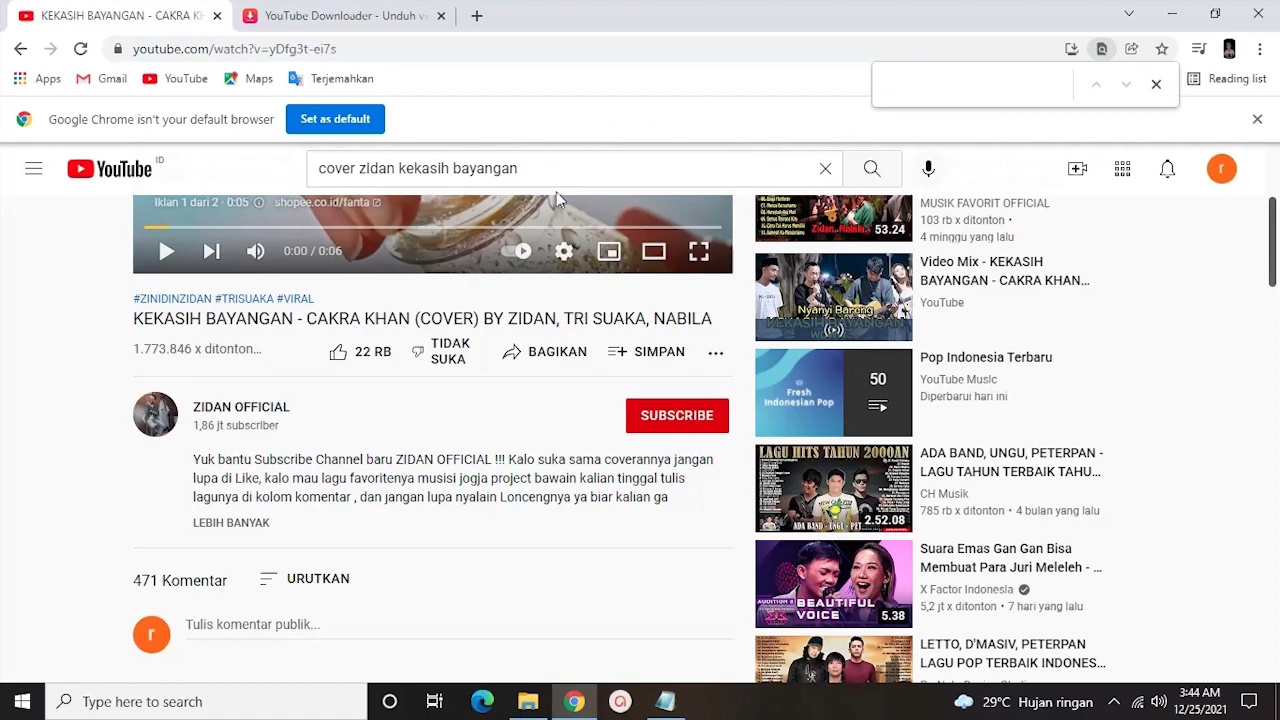 KEKASIH BAYANGAN - CAKRA KH
YouTube Downloader - Unduh v
youtube.com/watch?v=yDfg3t-ei7s
Apps
Gmail
YouTube
Maps
Terjemahkan
Reading list
Google Chrome isn't your default browser
Set as default
YouTube
ID
cover zidan kekasih bayangan
r
Iklan 1 dari 2 · 0:05
shopee.co.id/fanta
0:00 / 0:06
#ZINIDINZIDAN #TRISUAKA #VIRAL
KEKASIH BAYANGAN - CAKRA KHAN (COVER) BY ZIDAN, TRI SUAKA, NABILA
1.773.846 x ditonton...
22 RB
TIDAK
SUKA
BAGIKAN
SIMPAN
ZIDAN OFFICIAL
1,86 jt subscriber
SUBSCRIBE
Yuk bantu Subscribe Channel baru ZIDAN OFFICIAL !!! Kalo suka sama coverannya jangan
lupa di Like, kalo mau lagu favoritenya musisi jogja project bawain kalian tinggal tulis
lagunya di kolom komentar , dan jangan lupa nyalain Loncengnya ya biar kalian ga
LEBIH BANYAK
471 Komentar
URUTKAN
r
Tulis komentar publik...
Zidan, Nabila
53.24
MUSIK FAVORIT OFFICIAL
103 rb x ditonton •
4 minggu yang lalu
Nyanyi Bareng
KEKASIH BAYANGAN
Video Mix - KEKASIH
BAYANGAN - CAKRA KHAN...
YouTube
Fresh
Indonesian Pop
50
Pop Indonesia Terbaru
YouTube Music
Diperbarui hari ini
LAGU HITS TAHUN 2000AN
ADA BAND - UNGU - PET
2.52.08
ADA BAND, UNGU, PETERPAN -
LAGU TAHUN TERBAIK TAHU...
CH Musik
785 rb x ditonton • 4 bulan yang lalu
AUDITION 2
BEAUTIFUL
VOICE
5.38
Suara Emas Gan Gan Bisa
Membuat Para Juri Meleleh - ...
X Factor Indonesia
5,2 jt x ditonton • 7 hari yang lalu
LETTO, D'MASIV, PETERPAN
LAGU POP TERBAIK INDONES...
Type here to search
29°C Hujan ringan
3:44 AM
12/25/2021